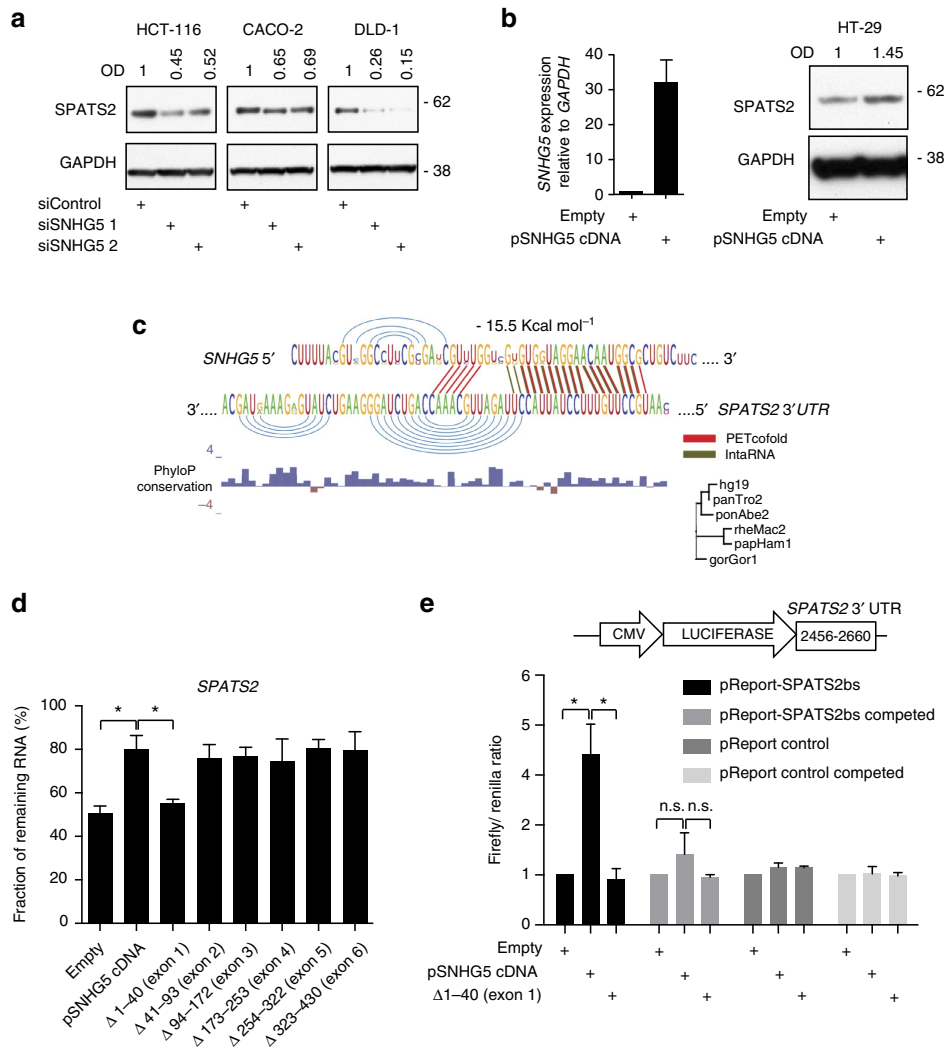 a
HCT-116 CACO-2 DLD-1
OD 1 0.45 0.52 1 0.65 0.69 1 0.26 0.15
SPATS2 - 62
GAPDH - 38
siControl + + +
siSNHG5 1 + + +
siSNHG5 2 + + +
b
SNHG5 expression
relative to GAPDH
40
30
20
10
0
Empty +
pSNHG5 cDNA +
HT-29
OD 1 1.45
SPATS2 - 62
GAPDH - 38
Empty +
pSNHG5 cDNA +
c
- 15.5 Kcal mol–1
SNHG5 5′ CUUUUACGUCGGCCUUCGCGAUCGUUUGGUCGUGUGGUAGGAACAAUGGCGCUGUCUUC .... 3′
3′.... ACGAUGAAAGAGUAUCUGAAGGGAUCUGACCAAACGUUAGAUUCCAUUAUCCUUUGUUCCGUAAG ....5′ SPATS2 3′UTR
PETcofold
IntaRNA
4
PhyloP
conservation
–4
hg19
panTro2
ponAbe2
rheMac2
papHam1
gorGor1
d
SPATS2
Fraction of remaining RNA (%)
100
80
60
40
20
0
* *
Empty
pSNHG5 cDNA
Δ 1–40 (exon 1)
Δ 41–93 (exon 2)
Δ 94–172 (exon 3)
Δ 173–253 (exon 4)
Δ 254–322 (exon 5)
Δ 323–430 (exon 6)
e
SPATS2 3′ UTR
CMV LUCIFERASE 2456-2660
pReport-SPATS2bs
pReport-SPATS2bs competed
pReport control
pReport control competed
Firefly/ renilla ratio
6
5
4
2
1
0
* *
n.s. n.s.
Empty + + + +
pSNHG5 cDNA + + + +
Δ1–40 (exon 1) + + + +